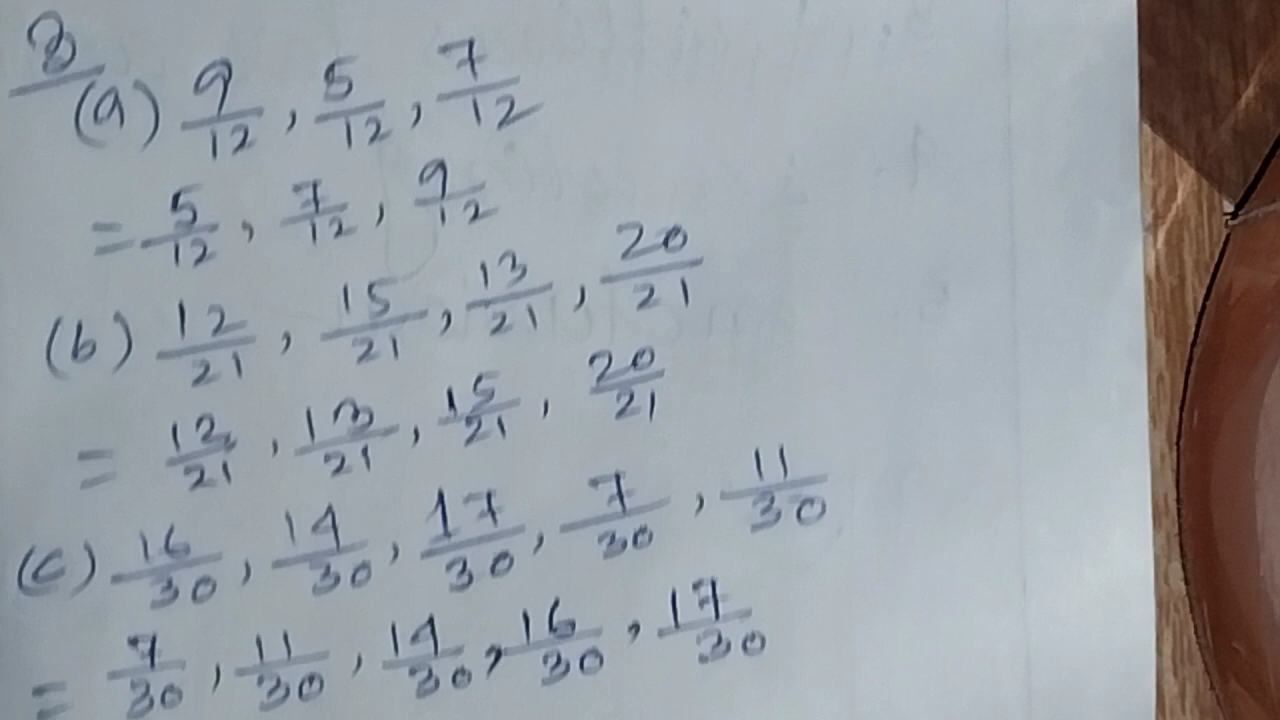 3
(a) 9/12, 5/12, 7/12
= 5/12, 7/12, 9/12
(b) 12/21, 15/21, 13/21, 20/21
= 12/21, 13/21, 15/21, 20/21
(c) 16/30, 14/30, 17/30, 7/30, 11/30
= 7/30, 11/30, 14/30, 16/30, 17/30